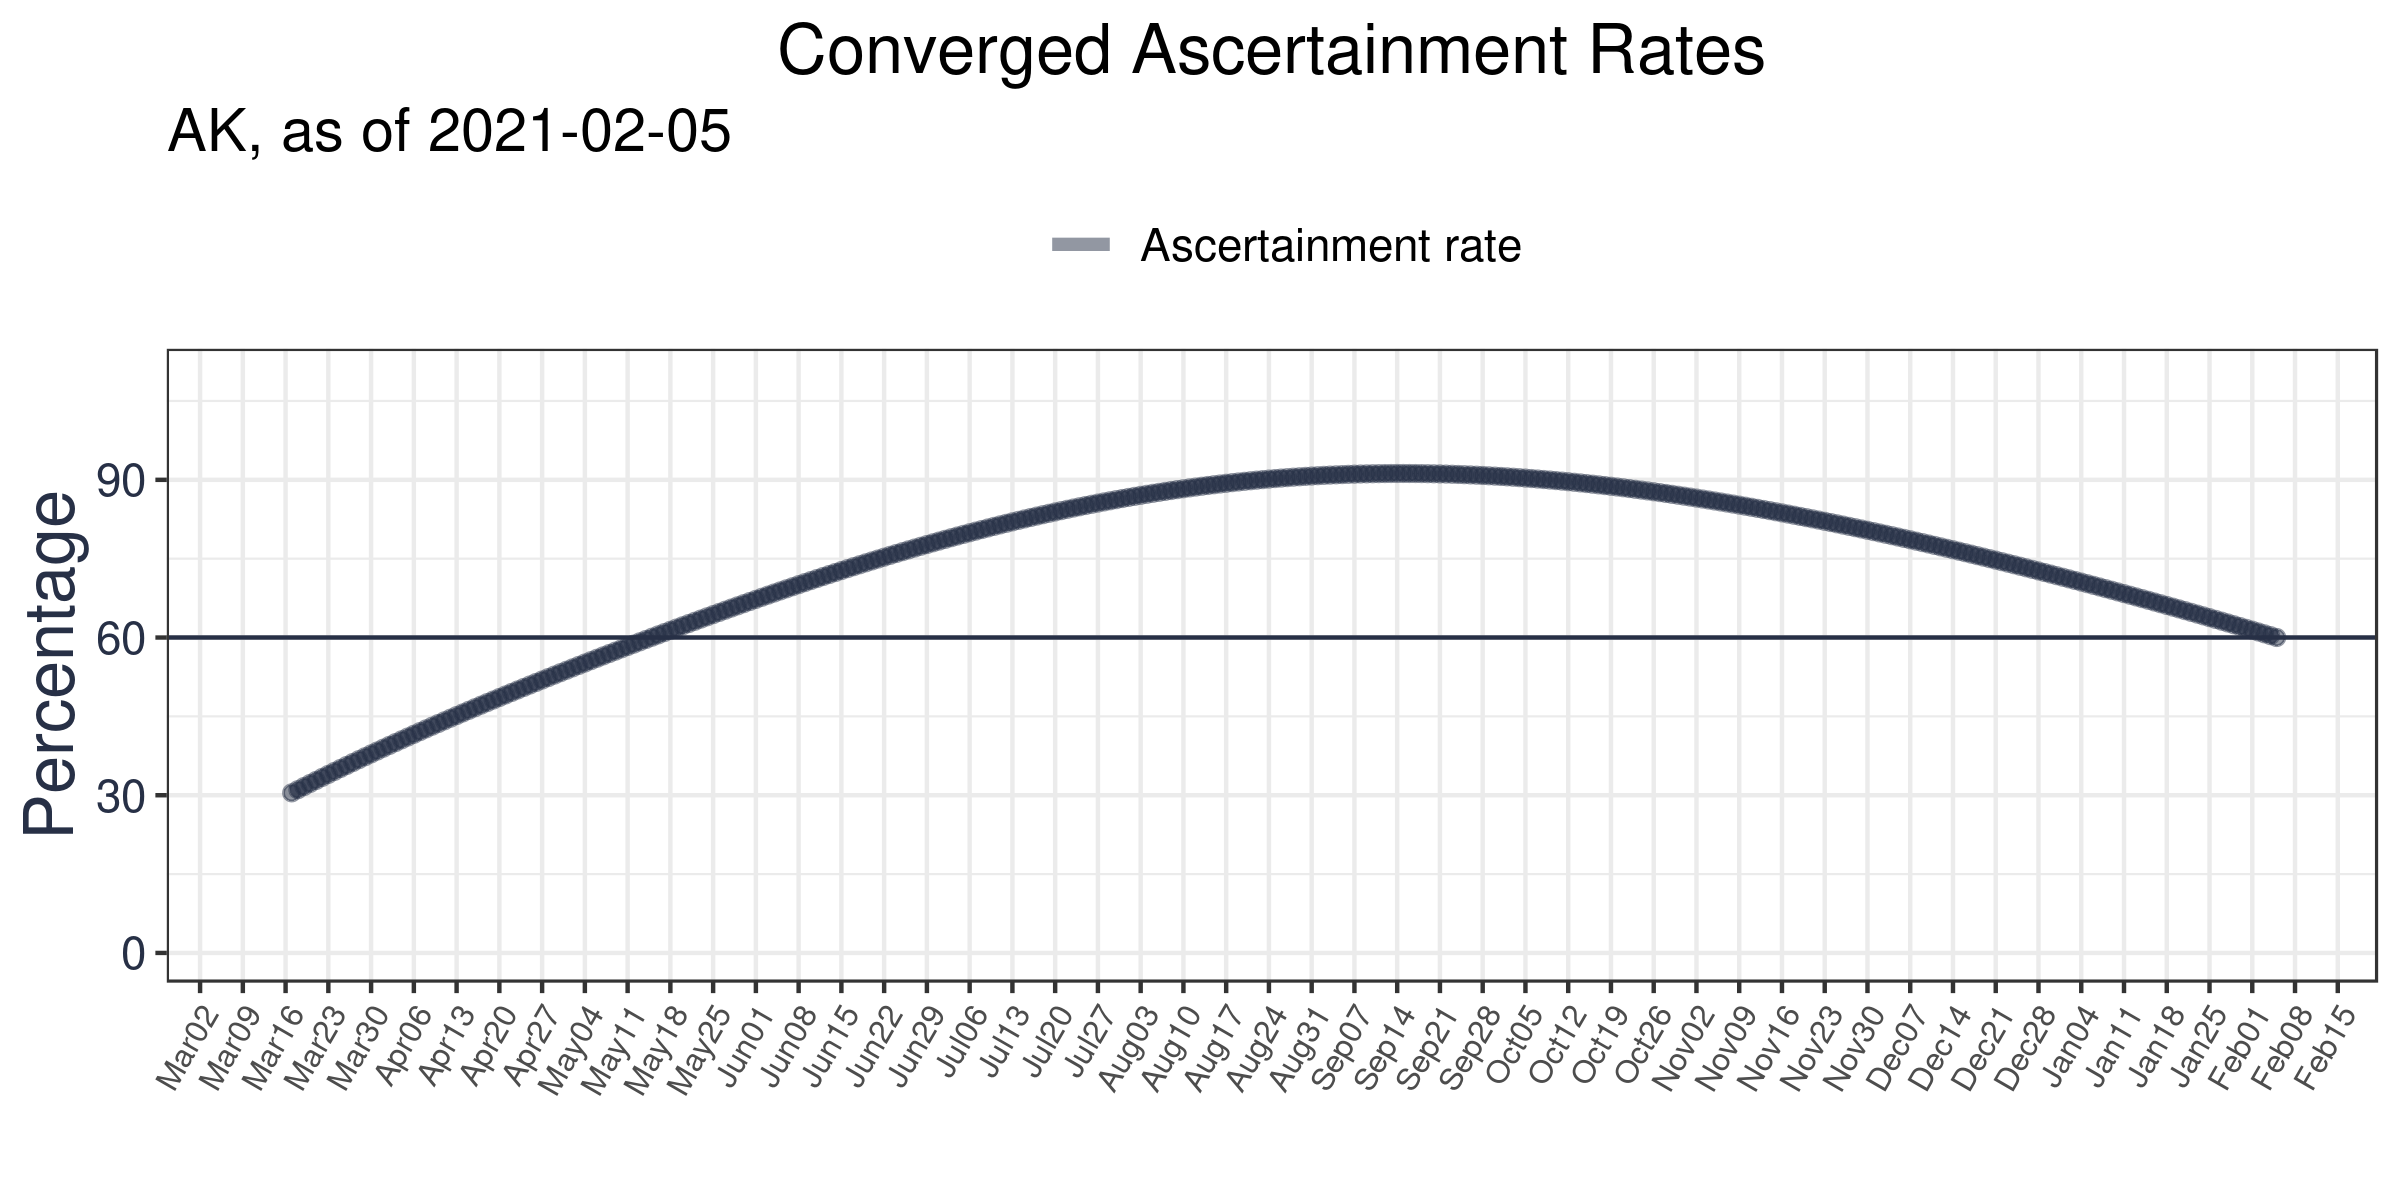 Converged Ascertainment Rates
AK, as of 2021-02-05
Ascertainment rate
Percentage
90
60
30
0
Mar02
Mar09
Mar16
Mar23
Mar30
Apr06
Apr13
Apr20
Apr27
May04
May11
May18
May25
Jun01
Jun08
Jun15
Jun22
Jun29
Jul06
Jul13
Jul20
Jul27
Aug03
Aug10
Aug17
Aug24
Aug31
Sep07
Sep14
Sep21
Sep28
Oct05
Oct12
Oct19
Oct26
Nov02
Nov09
Nov16
Nov23
Nov30
Dec07
Dec14
Dec21
Dec28
Jan04
Jan11
Jan18
Jan25
Feb01
Feb08
Feb15